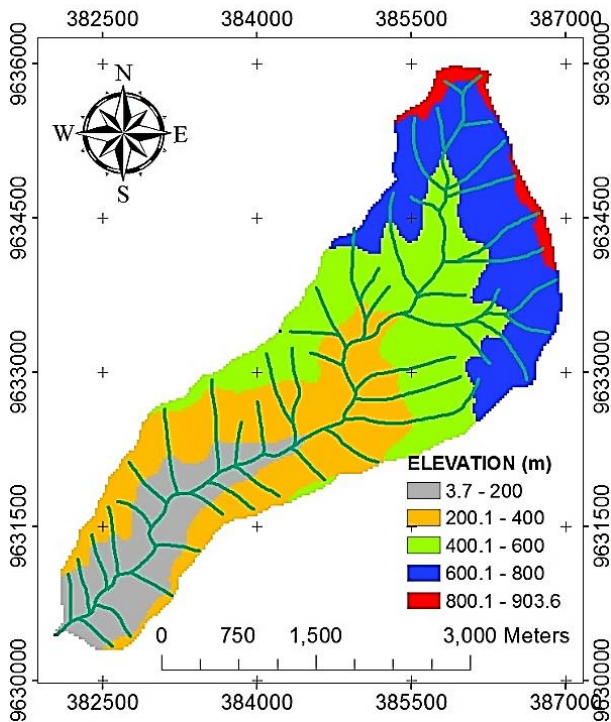 382500 384000 385500 387000
9636000 9636000
N
W E
S
9634500 9634500
9633000 9633000
ELEVATION (m)
3.7 - 200
9631500 9631500
200.1 - 400
400.1 - 600
600.1 - 800
800.1 - 903.6
0 750 1,500 3,000 Meters
9630000 9630000
382500 384000 385500 387000